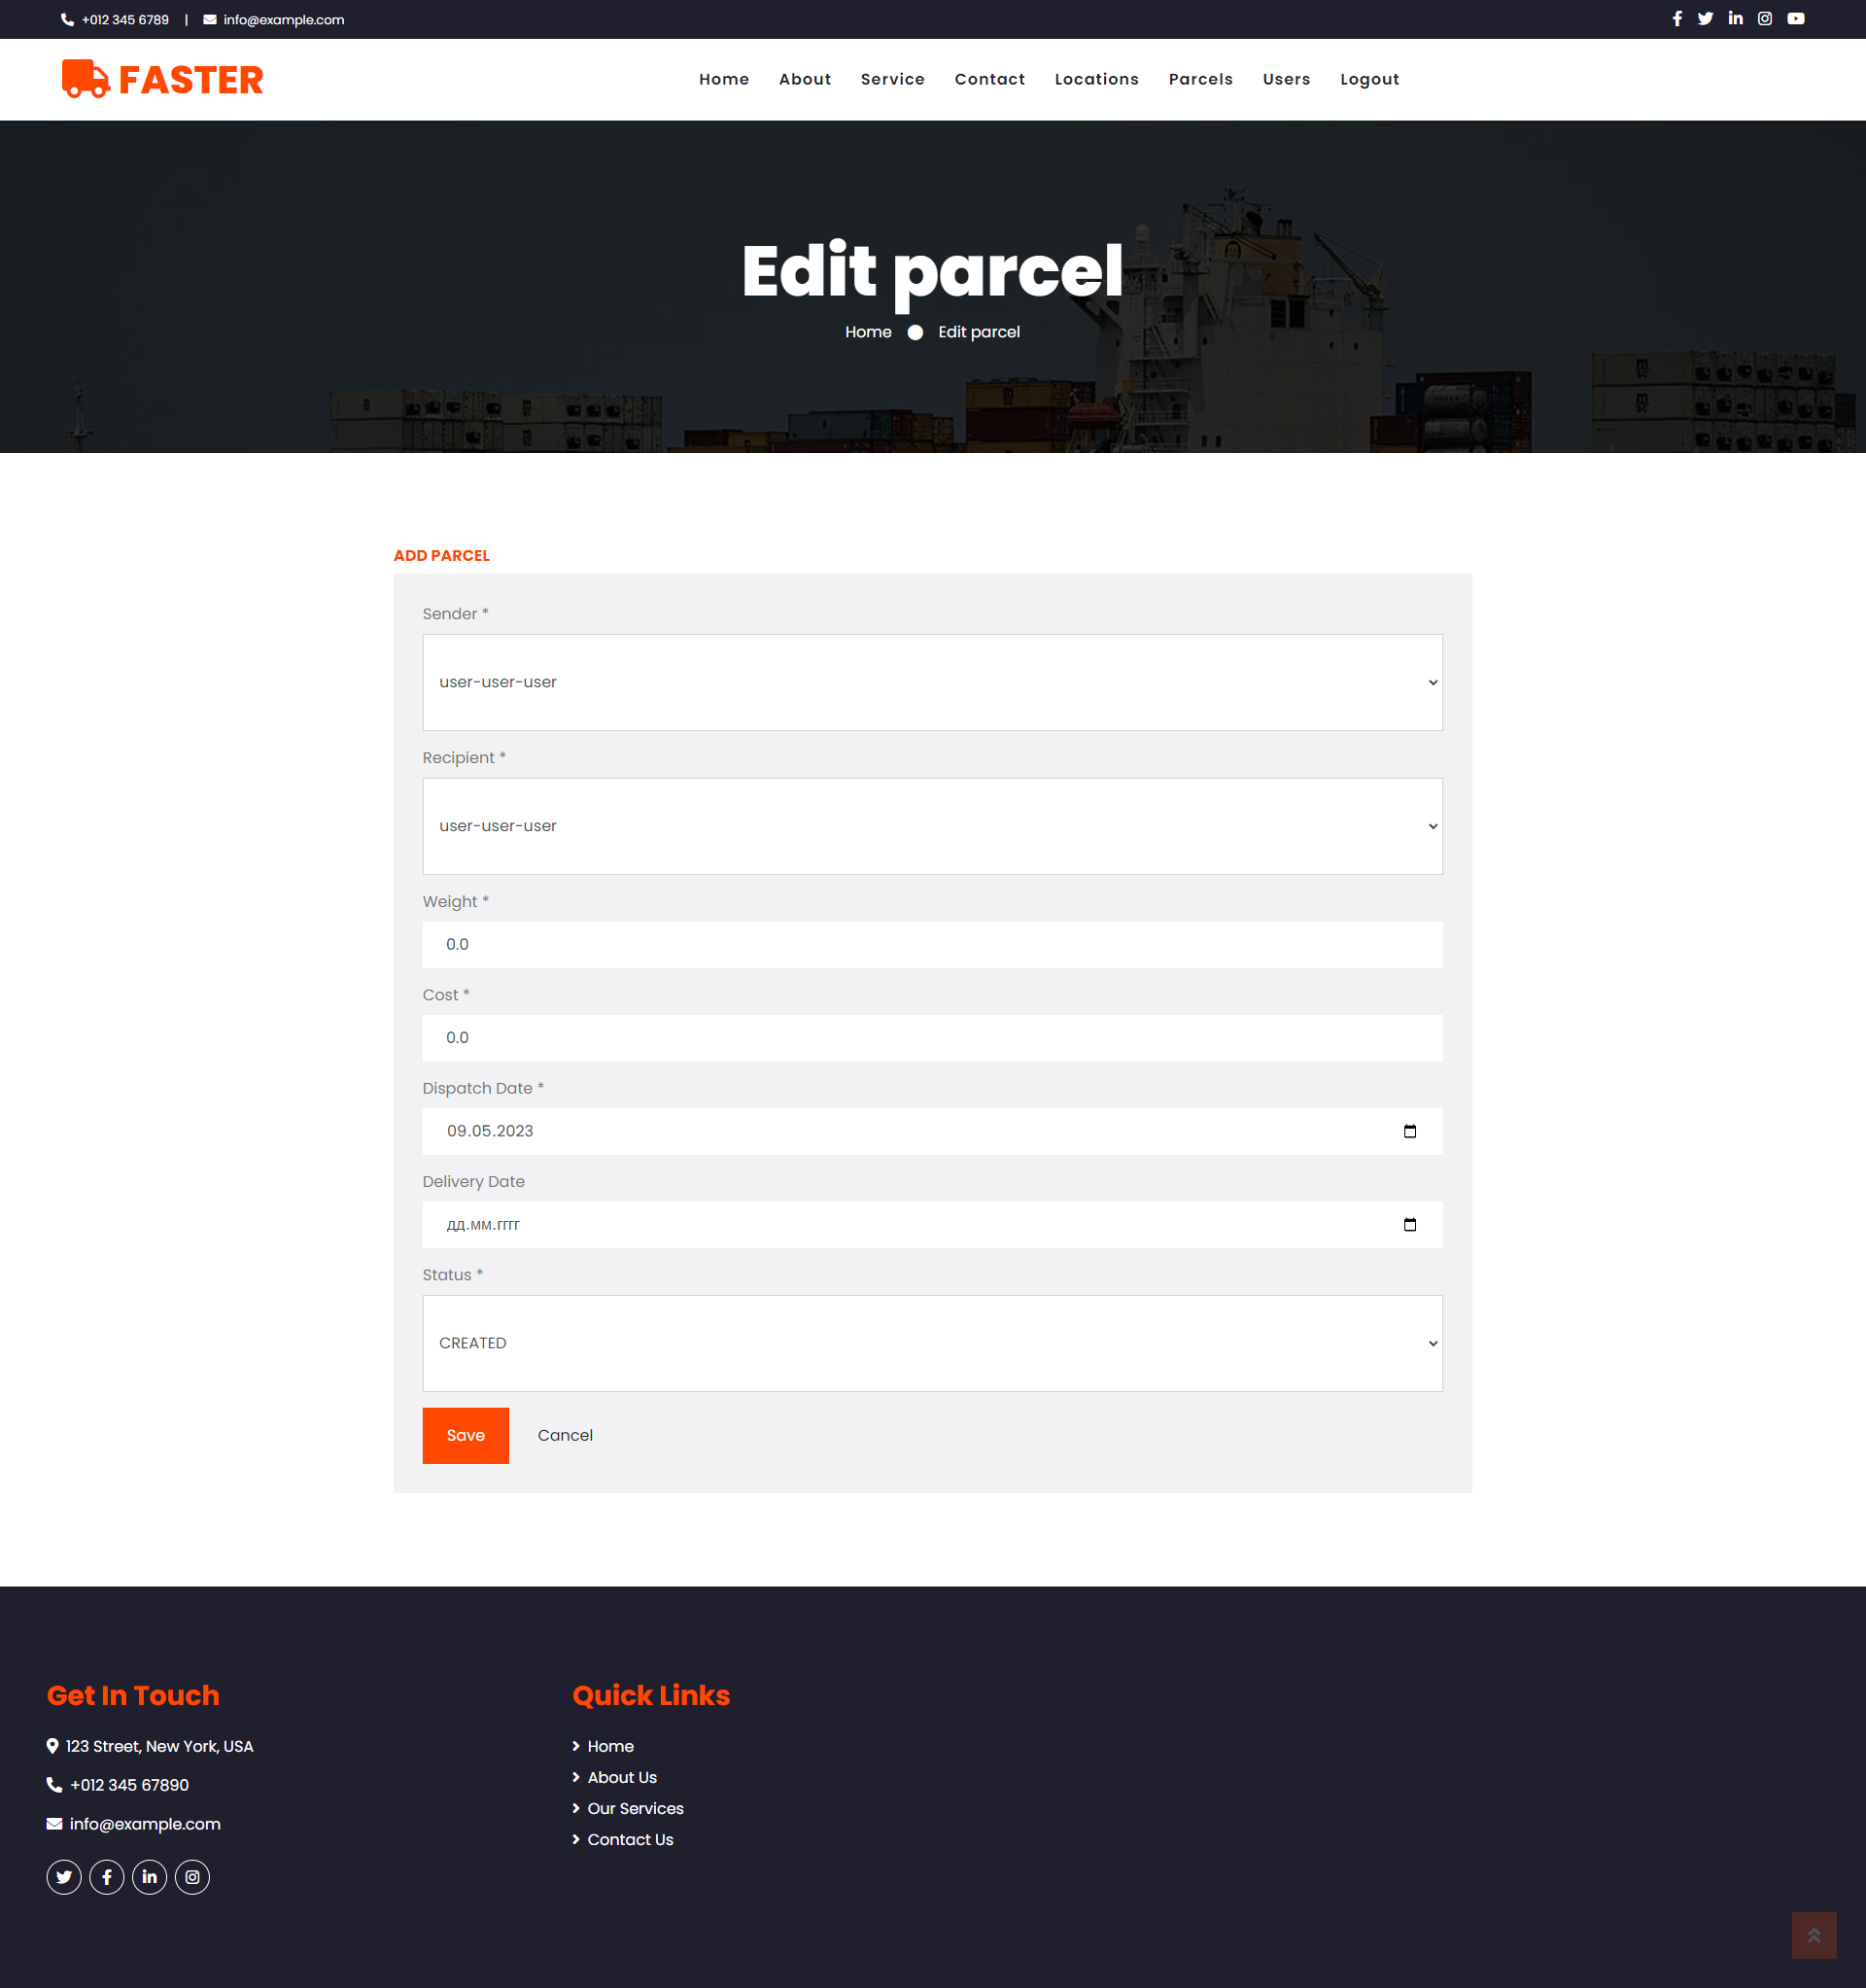 +012 345 6789 | info@example.com
FASTER
Home About Service Contact Locations Parcels Users Logout
Edit parcel
Home Edit parcel
ADD PARCEL
Sender *
user-user-user
Recipient *
user-user-user
Weight *
0.0
Cost *
0.0
Dispatch Date *
09.05.2023
Delivery Date
дд.мм.гггг
Status *
CREATED
Save Cancel
Get In Touch
123 Street, New York, USA
+012 345 67890
info@example.com
Quick Links
Home
About Us
Our Services
Contact Us